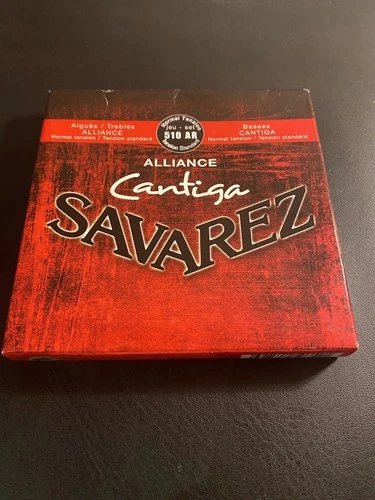 Aiguës / Trebles
ALLIANCE
Normal tension / Tension standard
Normal Tension
jeu - set
510 AR
Tension Standard
Basses
CANTIGA
Normal tension / Tension standard
ALLIANCE
Cantiga
SAVAREZ